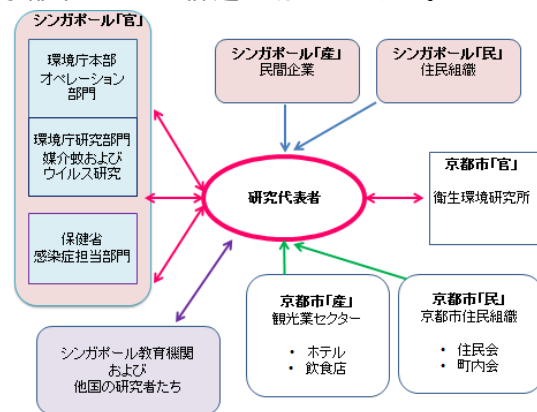 シンガポール「官」
環境庁本部
オペレーション
部門
環境庁研究部門
媒介蚊および
ウイルス研究
保健省
感染症担当部門
シンガポール「産」
民間企業
シンガポール「民」
住民組織
研究代表者
京都市「官」
衛生環境研究所
京都市「産」
観光業セクター
・ ホテル
・ 飲食店
京都市「民」
京都市住民組織
・ 住民会
・ 町内会
シンガポール教育機関
および
他国の研究者たち